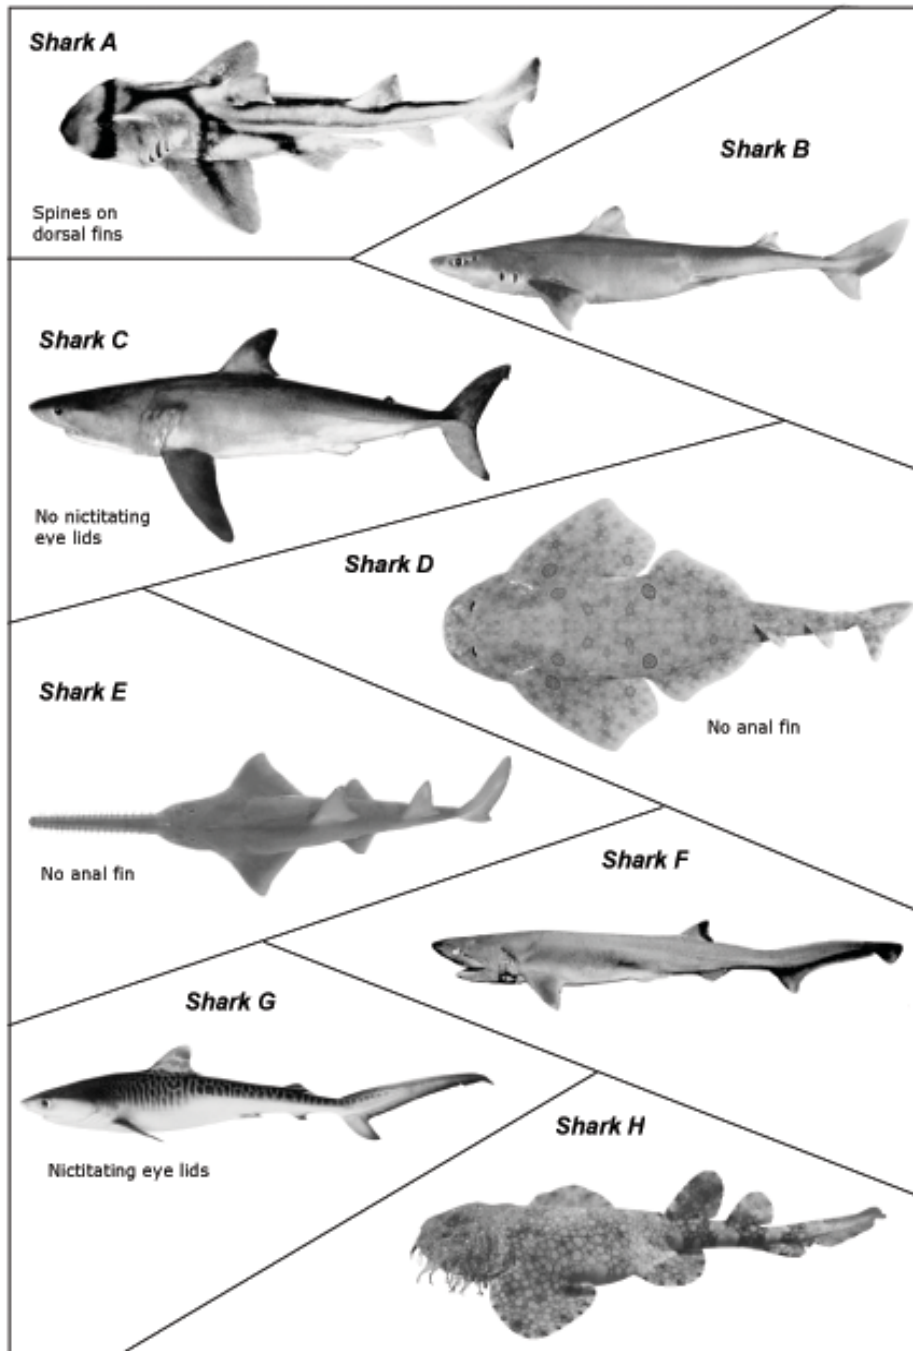 Shark A
Spines on
dorsal fins
Shark B
Shark C
No nictitating
eye lids
Shark D
No anal fin
Shark E
No anal fin
Shark F
Shark G
Nictitating eye lids
Shark H